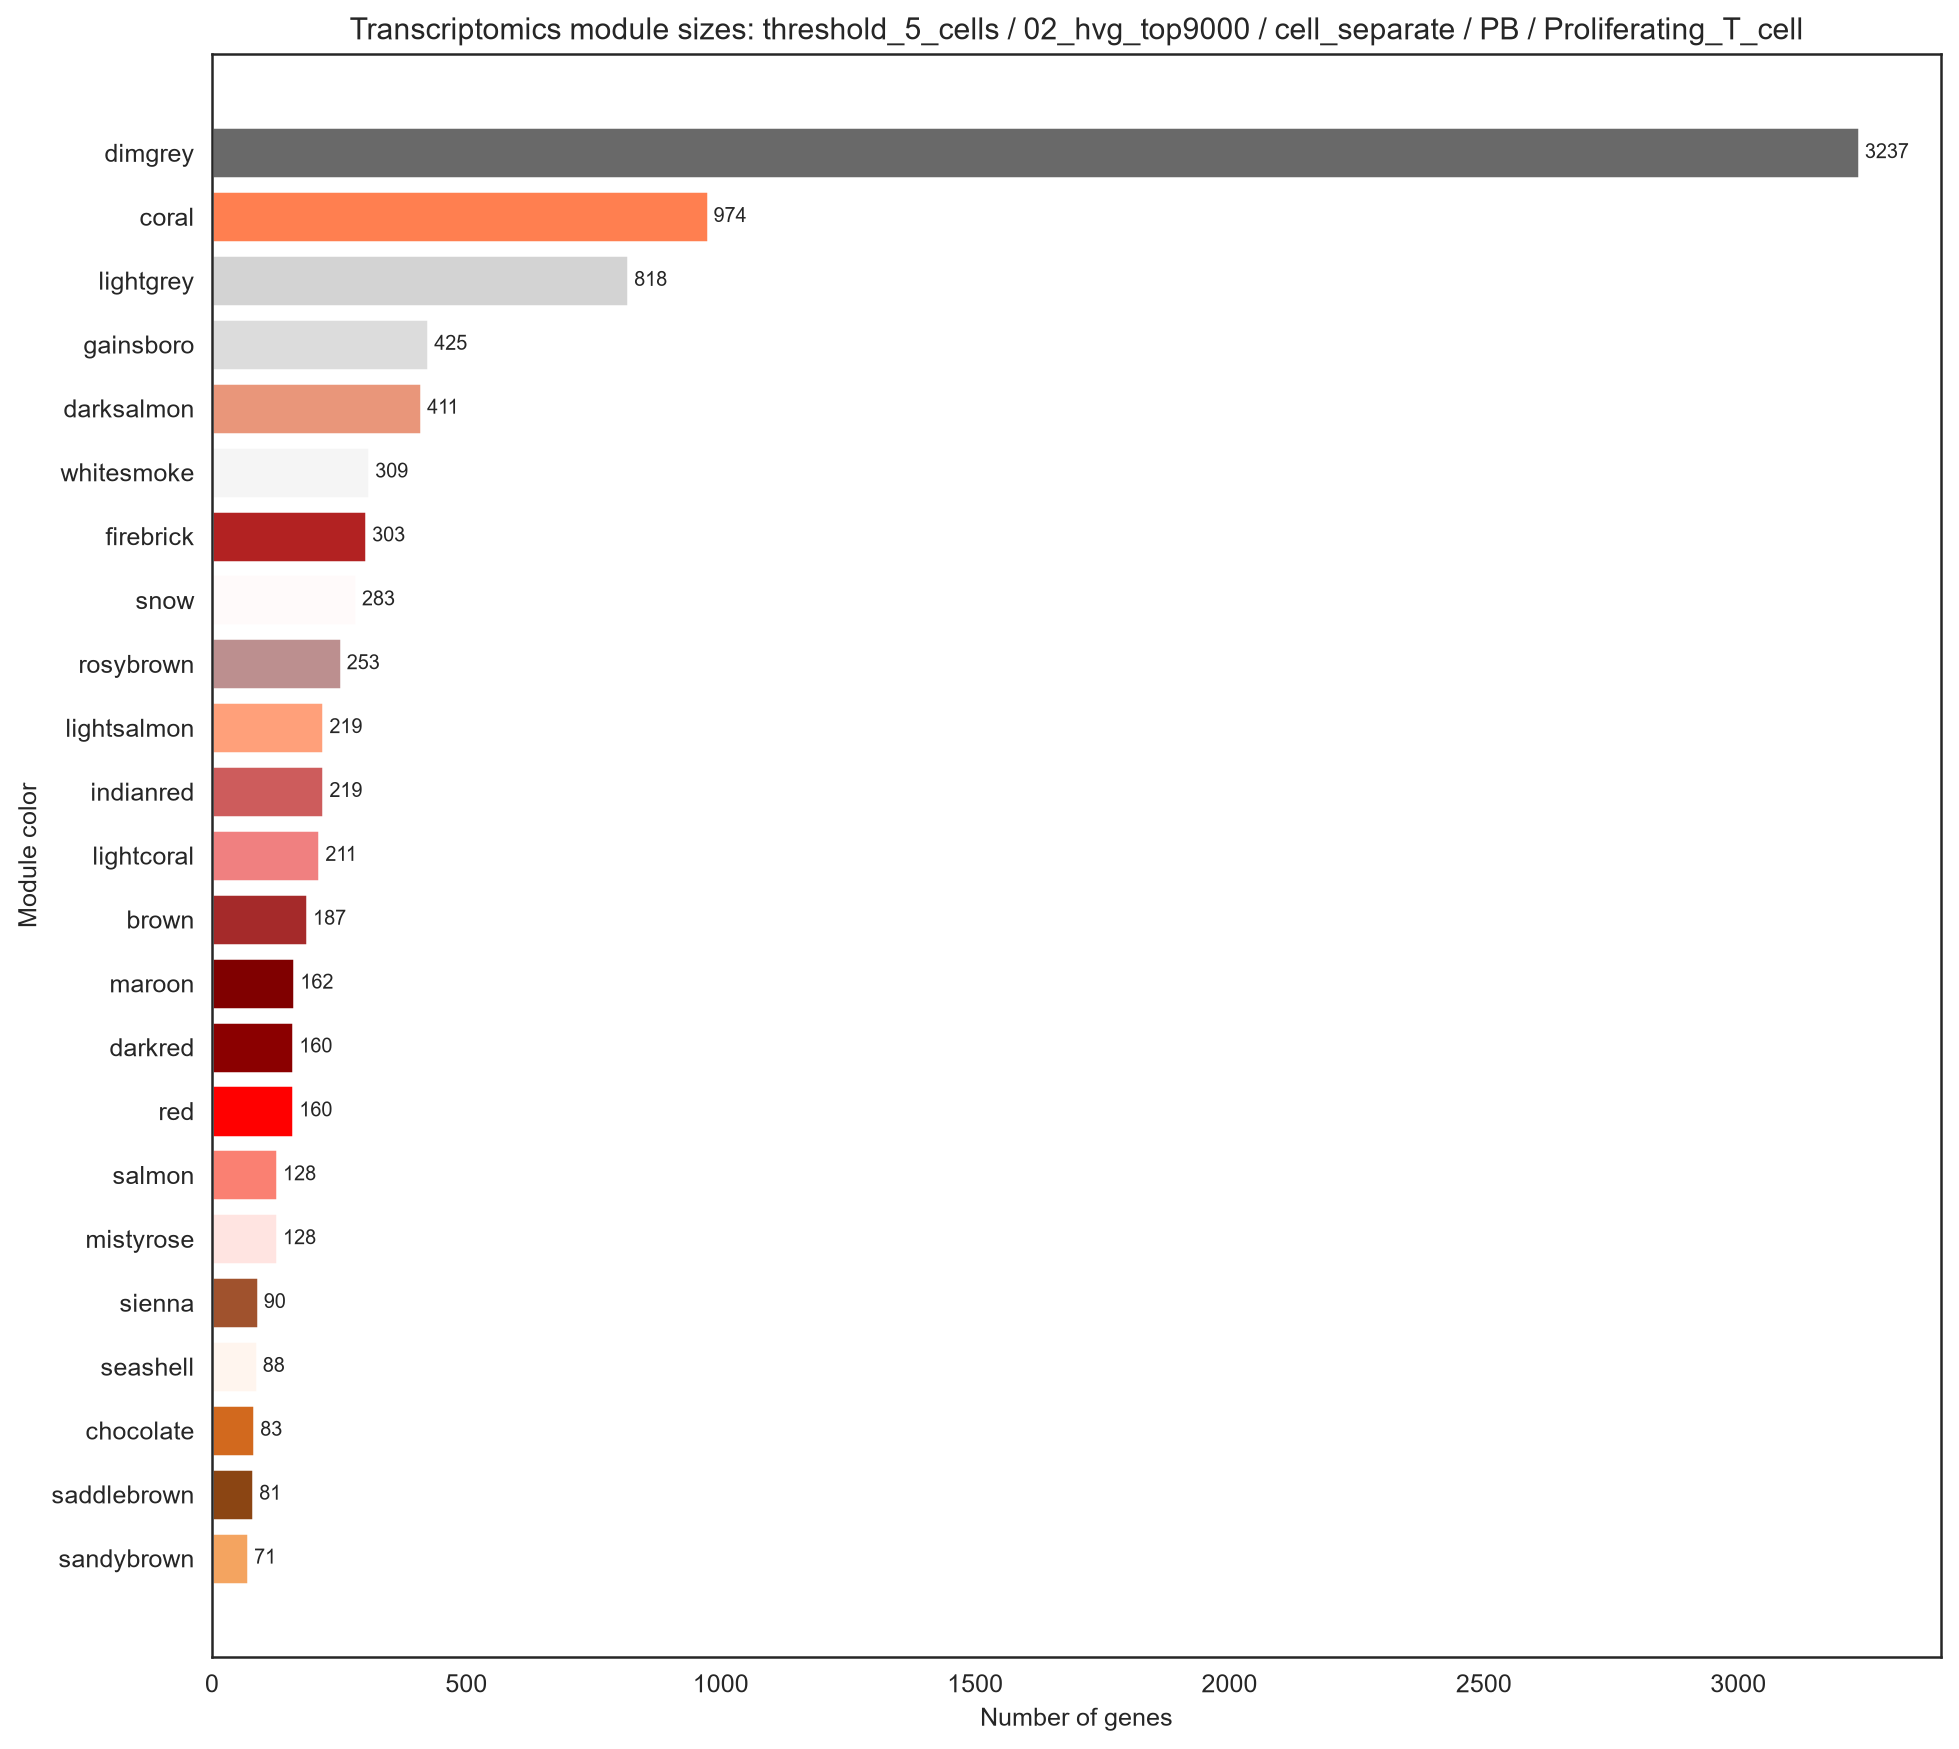 Transcriptomics module sizes: threshold_5_cells / 02_hvg_top9000 / cell_separate / PB / Proliferating_T_cell
dimgrey 3237
coral 974
lightgrey 818
gainsboro 425
darksalmon 411
whitesmoke 309
firebrick 303
snow 283
rosybrown 253
lightsalmon 219
indianred 219
lightcoral 211
brown 187
maroon 162
darkred 160
red 160
salmon 128
mistyrose 128
sienna 90
seashell 88
chocolate 83
saddlebrown 81
sandybrown 71
Module color
0 500 1000 1500 2000 2500 3000
Number of genes